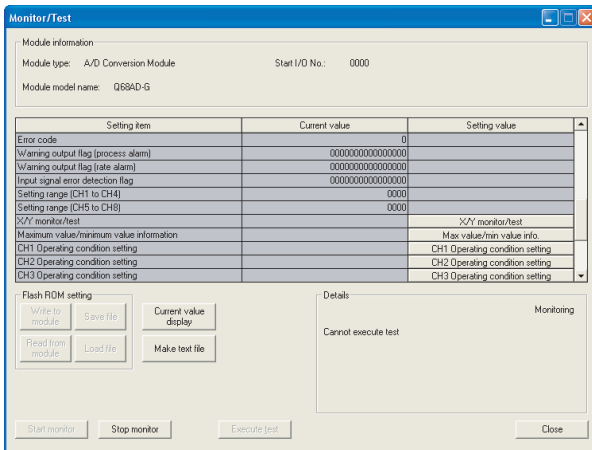 Monitor/Test
Module information
Module type: A/D Conversion Module Start I/O No.: 0000
Module model name: Q68AD-G
Setting item Current value Setting value
Error code 0
Warning output flag (process alarm) 0000000000000000
Warning output flag (rate alarm) 0000000000000000
Input signal error detection flag 0000000000000000
Setting range (CH1 to CH4) 0000
Setting range (CH5 to CH8) 0000
X/Y monitor/test X/Y monitor/test
Maximum value/minimum value information Max value/min value info.
CH1 Operating condition setting CH1 Operating condition setting
CH2 Operating condition setting CH2 Operating condition setting
CH3 Operating condition setting CH3 Operating condition setting
Flash ROM setting
Write to
module
Save file
Read from
module
Load file
Current value
display
Make text file
Details
Monitoring
Cannot execute test
Start monitor Stop monitor Execute test Close